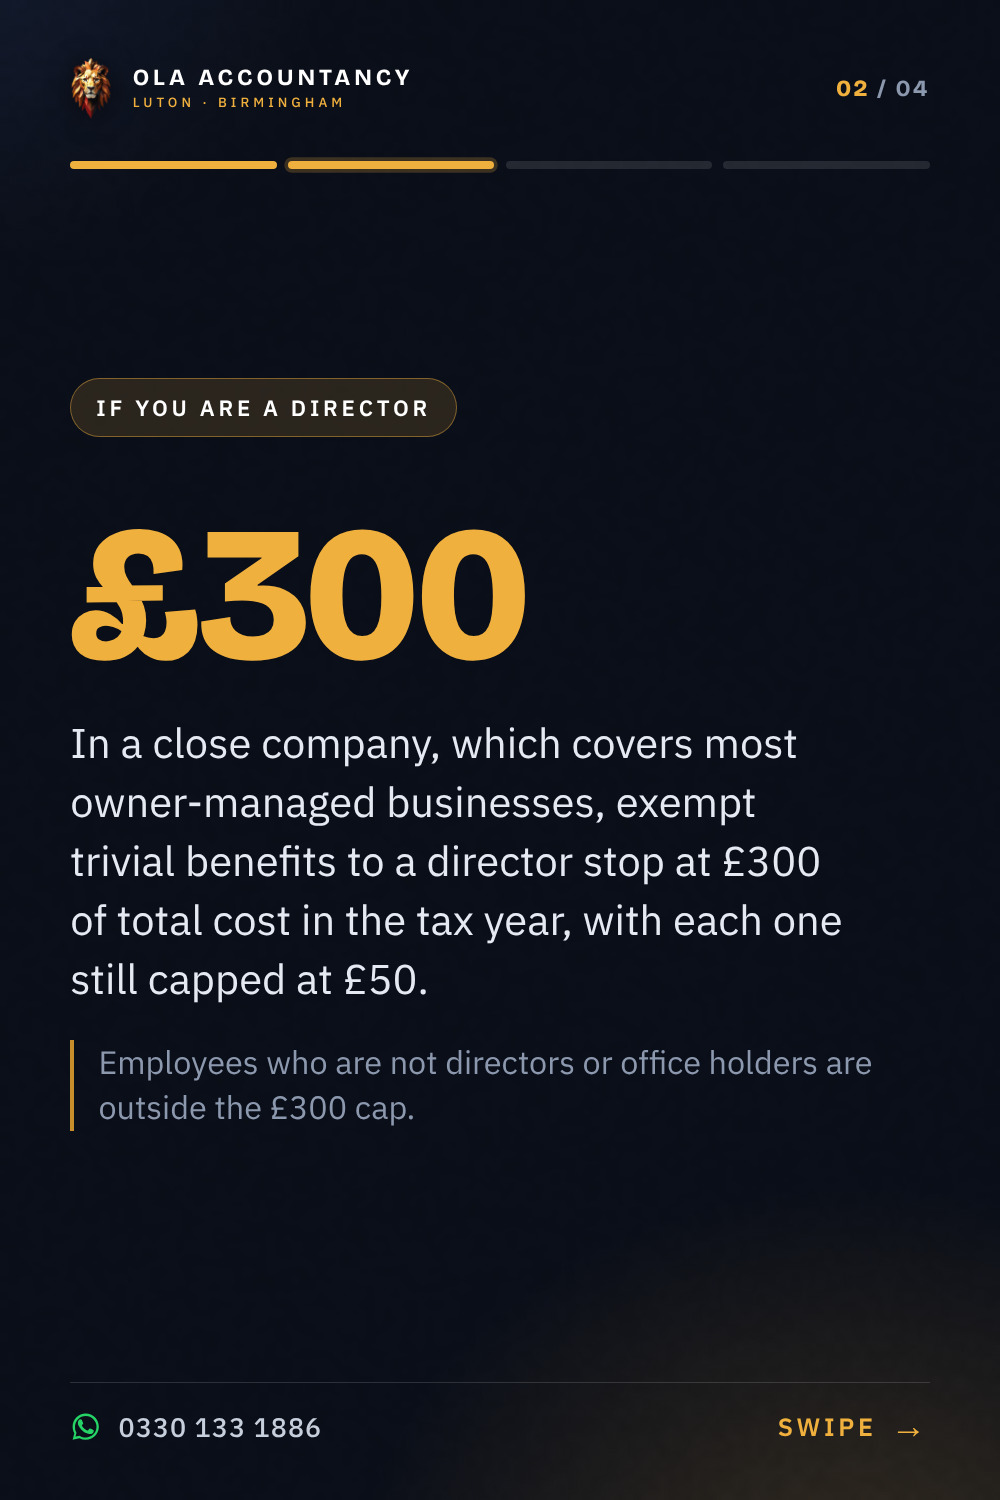 OLA ACCOUNTANCY
LUTON · BIRMINGHAM
02 / 04
IF YOU ARE A DIRECTOR
£300
In a close company, which covers most
owner-managed businesses, exempt
trivial benefits to a director stop at £300
of total cost in the tax year, with each one
still capped at £50.
Employees who are not directors or office holders are
outside the £300 cap.
0330 133 1886
SWIPE →